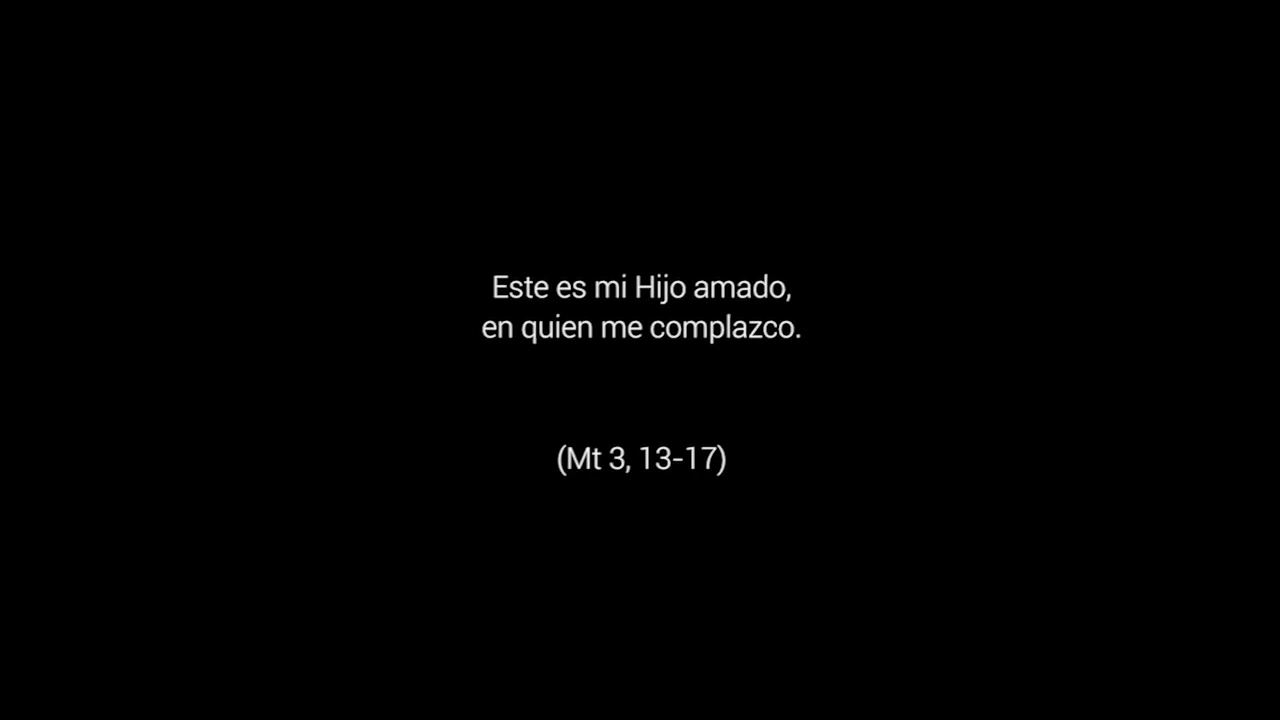 Este es mi Hijo amado,
en quien me complazco.
(Mt 3, 13-17)